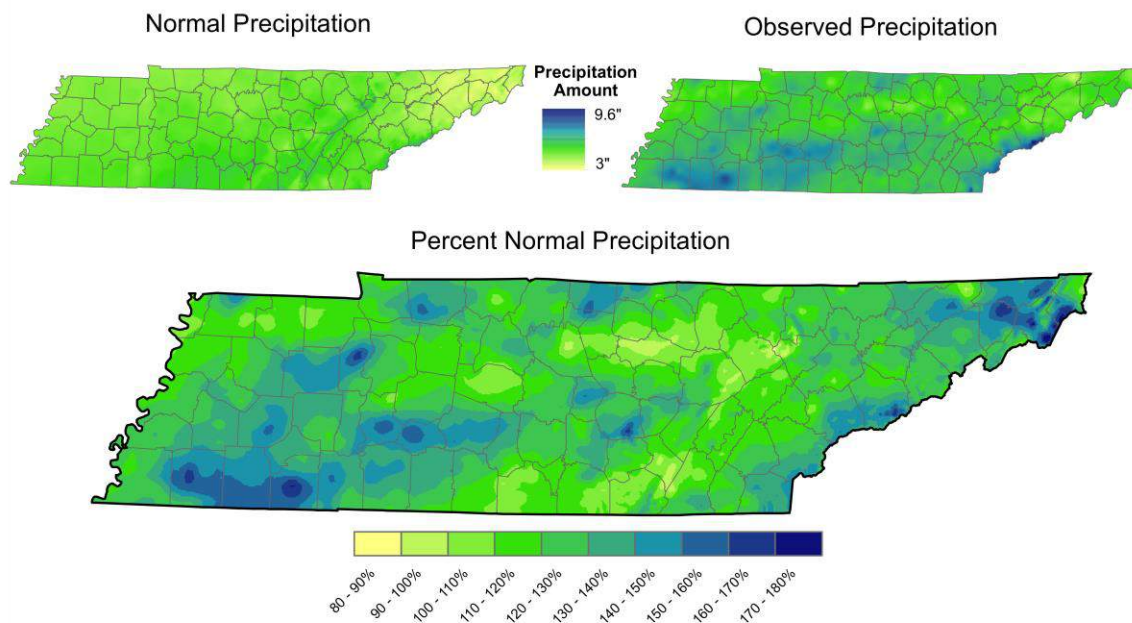 Normal Precipitation
Observed Precipitation
Precipitation
Amount
9.6"
3"
Percent Normal Precipitation
80 - 90%
90 - 100%
100 - 110%
110 - 120%
120 - 130%
130 - 140%
140 - 150%
150 - 160%
160 - 170%
170 - 180%